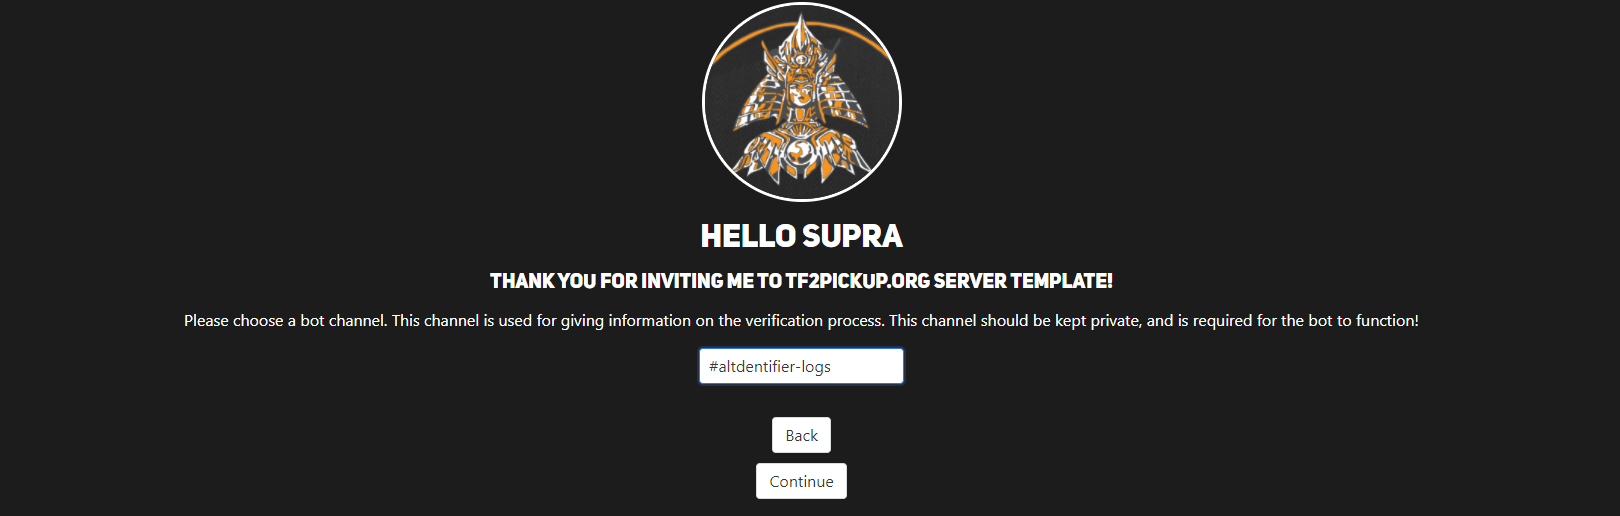 HELLO SUPRA
THANK YOU FOR INVITING ME TO TF2PICKUP.ORG SERVER TEMPLATE!
Please choose a bot channel. This channel is used for giving information on the verification process. This channel should be kept private, and is required for the bot to function!
#altdentifier-logs
Back
Continue